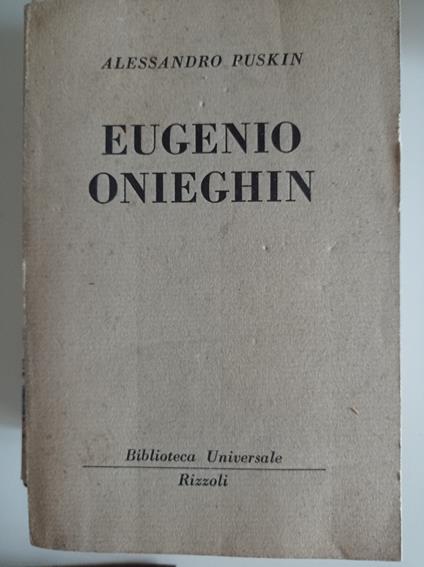 ALESSANDRO PUSKIN
EUGENIO
ONIEGHIN
Biblioteca Universale
Rizzoli